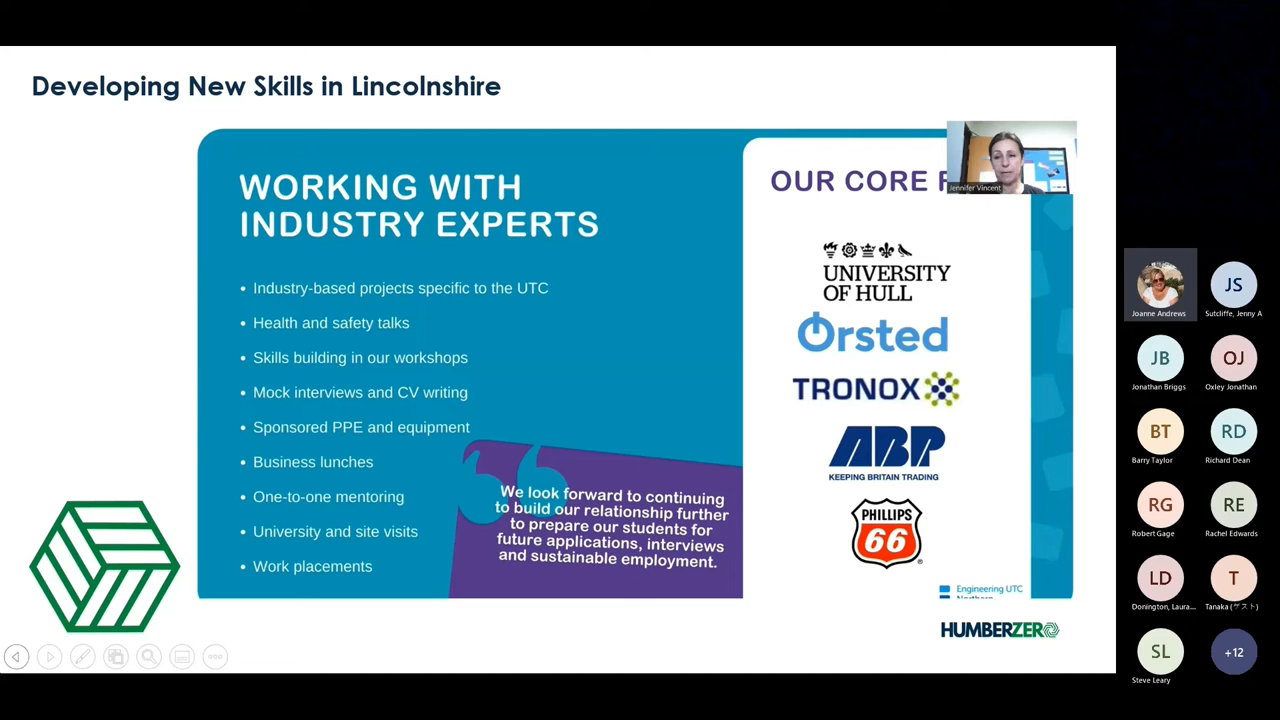 Developing New Skills in Lincolnshire
WORKING WITH
INDUSTRY EXPERTS
• Industry-based projects specific to the UTC
• Health and safety talks
• Skills building in our workshops
• Mock interviews and CV writing
• Sponsored PPE and equipment
• Business lunches
• One-to-one mentoring
• University and site visits
• Work placements
We look forward to continuing
to build our relationship further
to prepare our students for
future applications, interviews
and sustainable employment.
OUR CORE
Jennifer Vincent
UNIVERSITY
OF HULL
Ørsted
TRONOX
ABP
KEEPING BRITAIN TRADING
PHILLIPS
66
Engineering UTC
Northern
HUMBERZERO
Joanne Andrews
JS
Sutcliffe, Jenny A
JB
Jonathan Briggs
OJ
Oxley Jonathan
BT
Barry Taylor
RD
Richard Dean
RG
Robert Gage
RE
Rachel Edwards
LD
Donington, Laura...
T
Tanaka (ゲスト)
SL
Steve Leary
+12